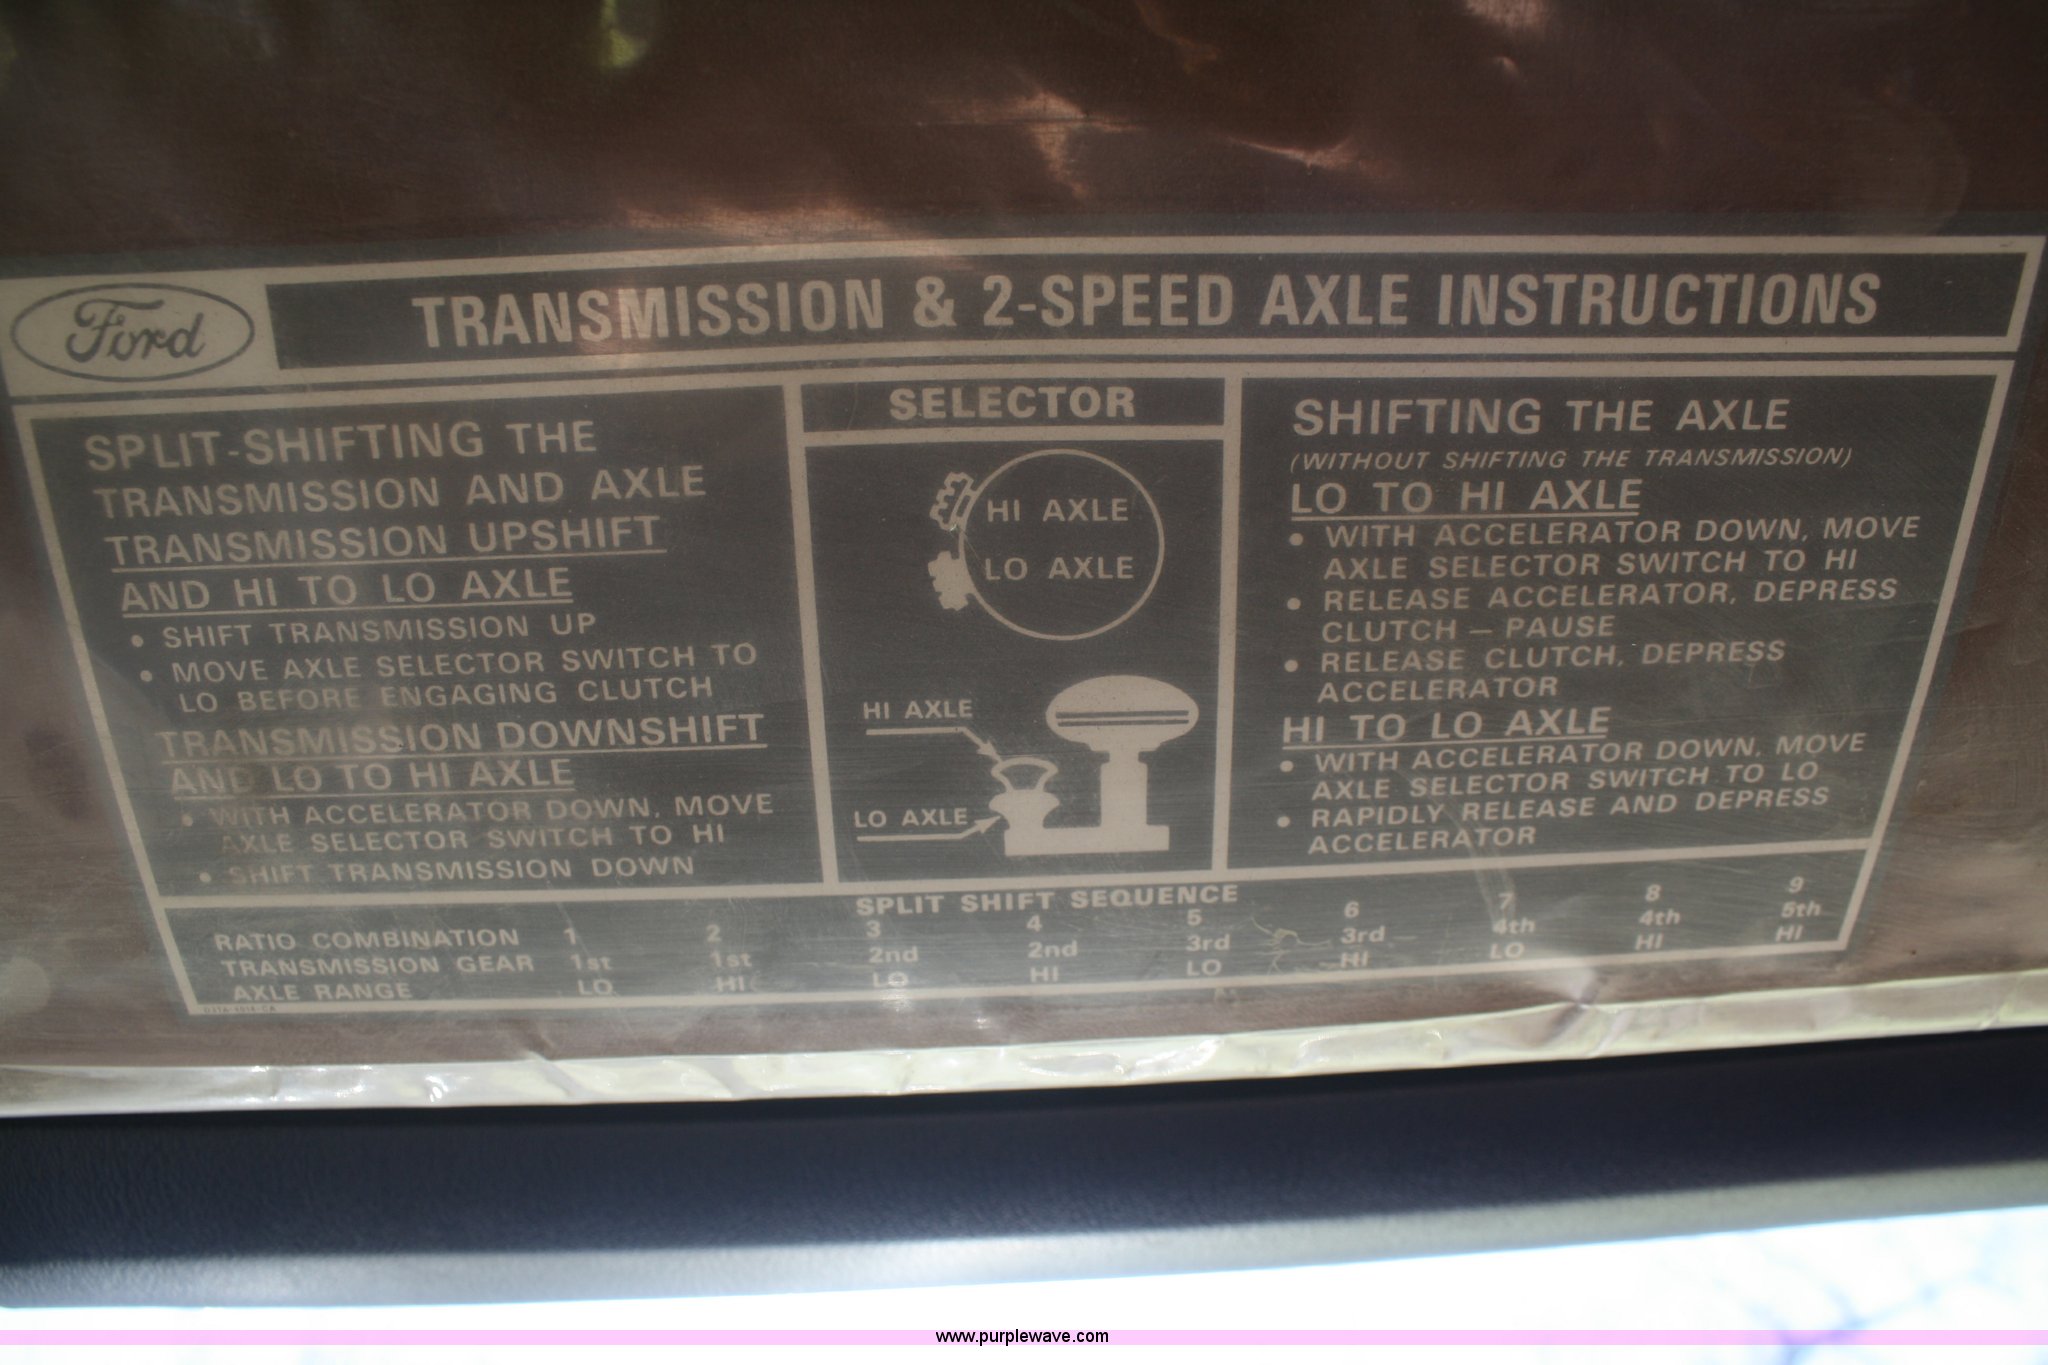 Ford
TRANSMISSION & 2-SPEED AXLE INSTRUCTIONS
SPLIT-SHIFTING THE
TRANSMISSION AND AXLE
TRANSMISSION UPSHIFT
AND HI TO LO AXLE
• SHIFT TRANSMISSION UP
• MOVE AXLE SELECTOR SWITCH TO
LO BEFORE ENGAGING CLUTCH
TRANSMISSION DOWNSHIFT
AND LO TO HI AXLE
• WITH ACCELERATOR DOWN, MOVE
AXLE SELECTOR SWITCH TO HI
• SHIFT TRANSMISSION DOWN
SELECTOR
HI AXLE
LO AXLE
HI AXLE
LO AXLE
SHIFTING THE AXLE
(WITHOUT SHIFTING THE TRANSMISSION)
LO TO HI AXLE
• WITH ACCELERATOR DOWN, MOVE
AXLE SELECTOR SWITCH TO HI
• RELEASE ACCELERATOR, DEPRESS
CLUTCH – PAUSE
• RELEASE CLUTCH, DEPRESS
ACCELERATOR
HI TO LO AXLE
• WITH ACCELERATOR DOWN, MOVE
AXLE SELECTOR SWITCH TO LO
• RAPIDLY RELEASE AND DEPRESS
ACCELERATOR
SPLIT SHIFT SEQUENCE
RATIO COMBINATION 1 2 3 4 5 6 7 8 9
TRANSMISSION GEAR 1st 1st 2nd 2nd 3rd 3rd 4th 4th 5th
AXLE RANGE LO HI LO HI LO HI LO HI HI
www.purplewave.com